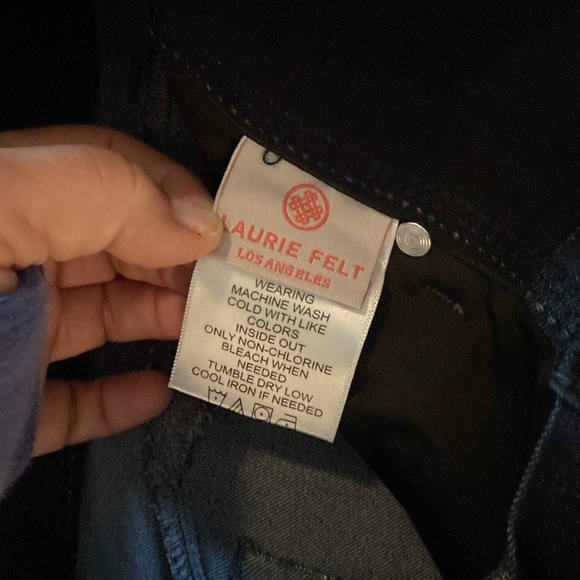 LAURIE FELT
LOS ANGELES
WEARING
MACHINE WASH
COLD WITH LIKE
COLORS
INSIDE OUT
ONLY NON-CHLORINE
BLEACH WHEN
NEEDED
TUMBLE DRY LOW
COOL IRON IF NEEDED